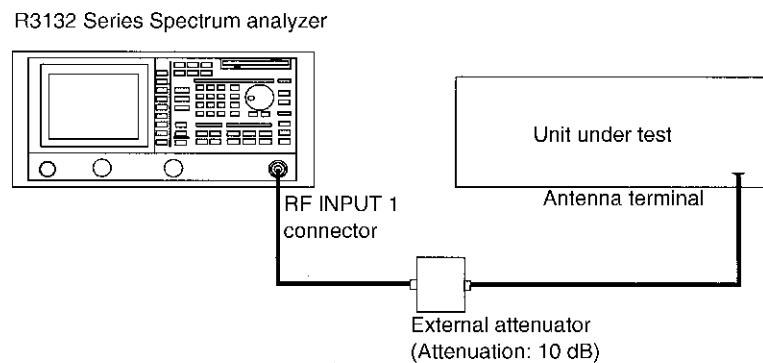 R3132 Series Spectrum analyzer
Unit under test
Antenna terminal
RF INPUT 1
connector
External attenuator
(Attenuation: 10 dB)